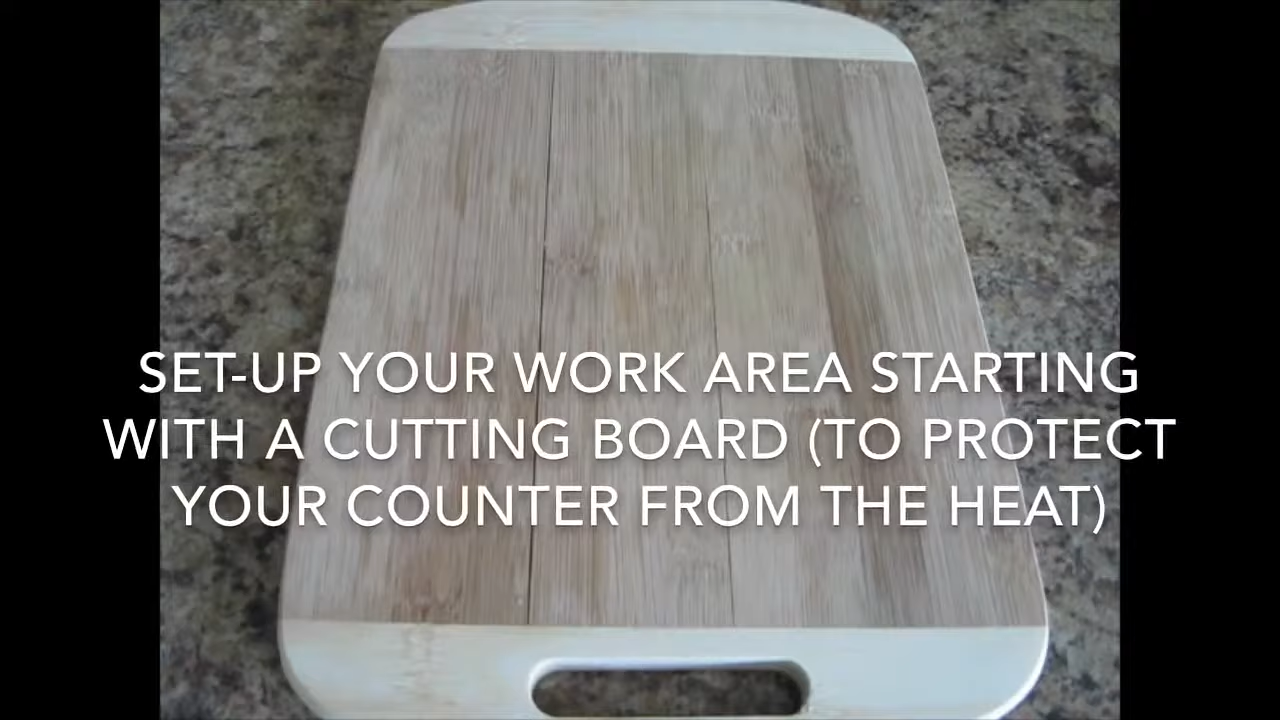 SET-UP YOUR WORK AREA STARTING
WITH A CUTTING BOARD (TO PROTECT
YOUR COUNTER FROM THE HEAT)